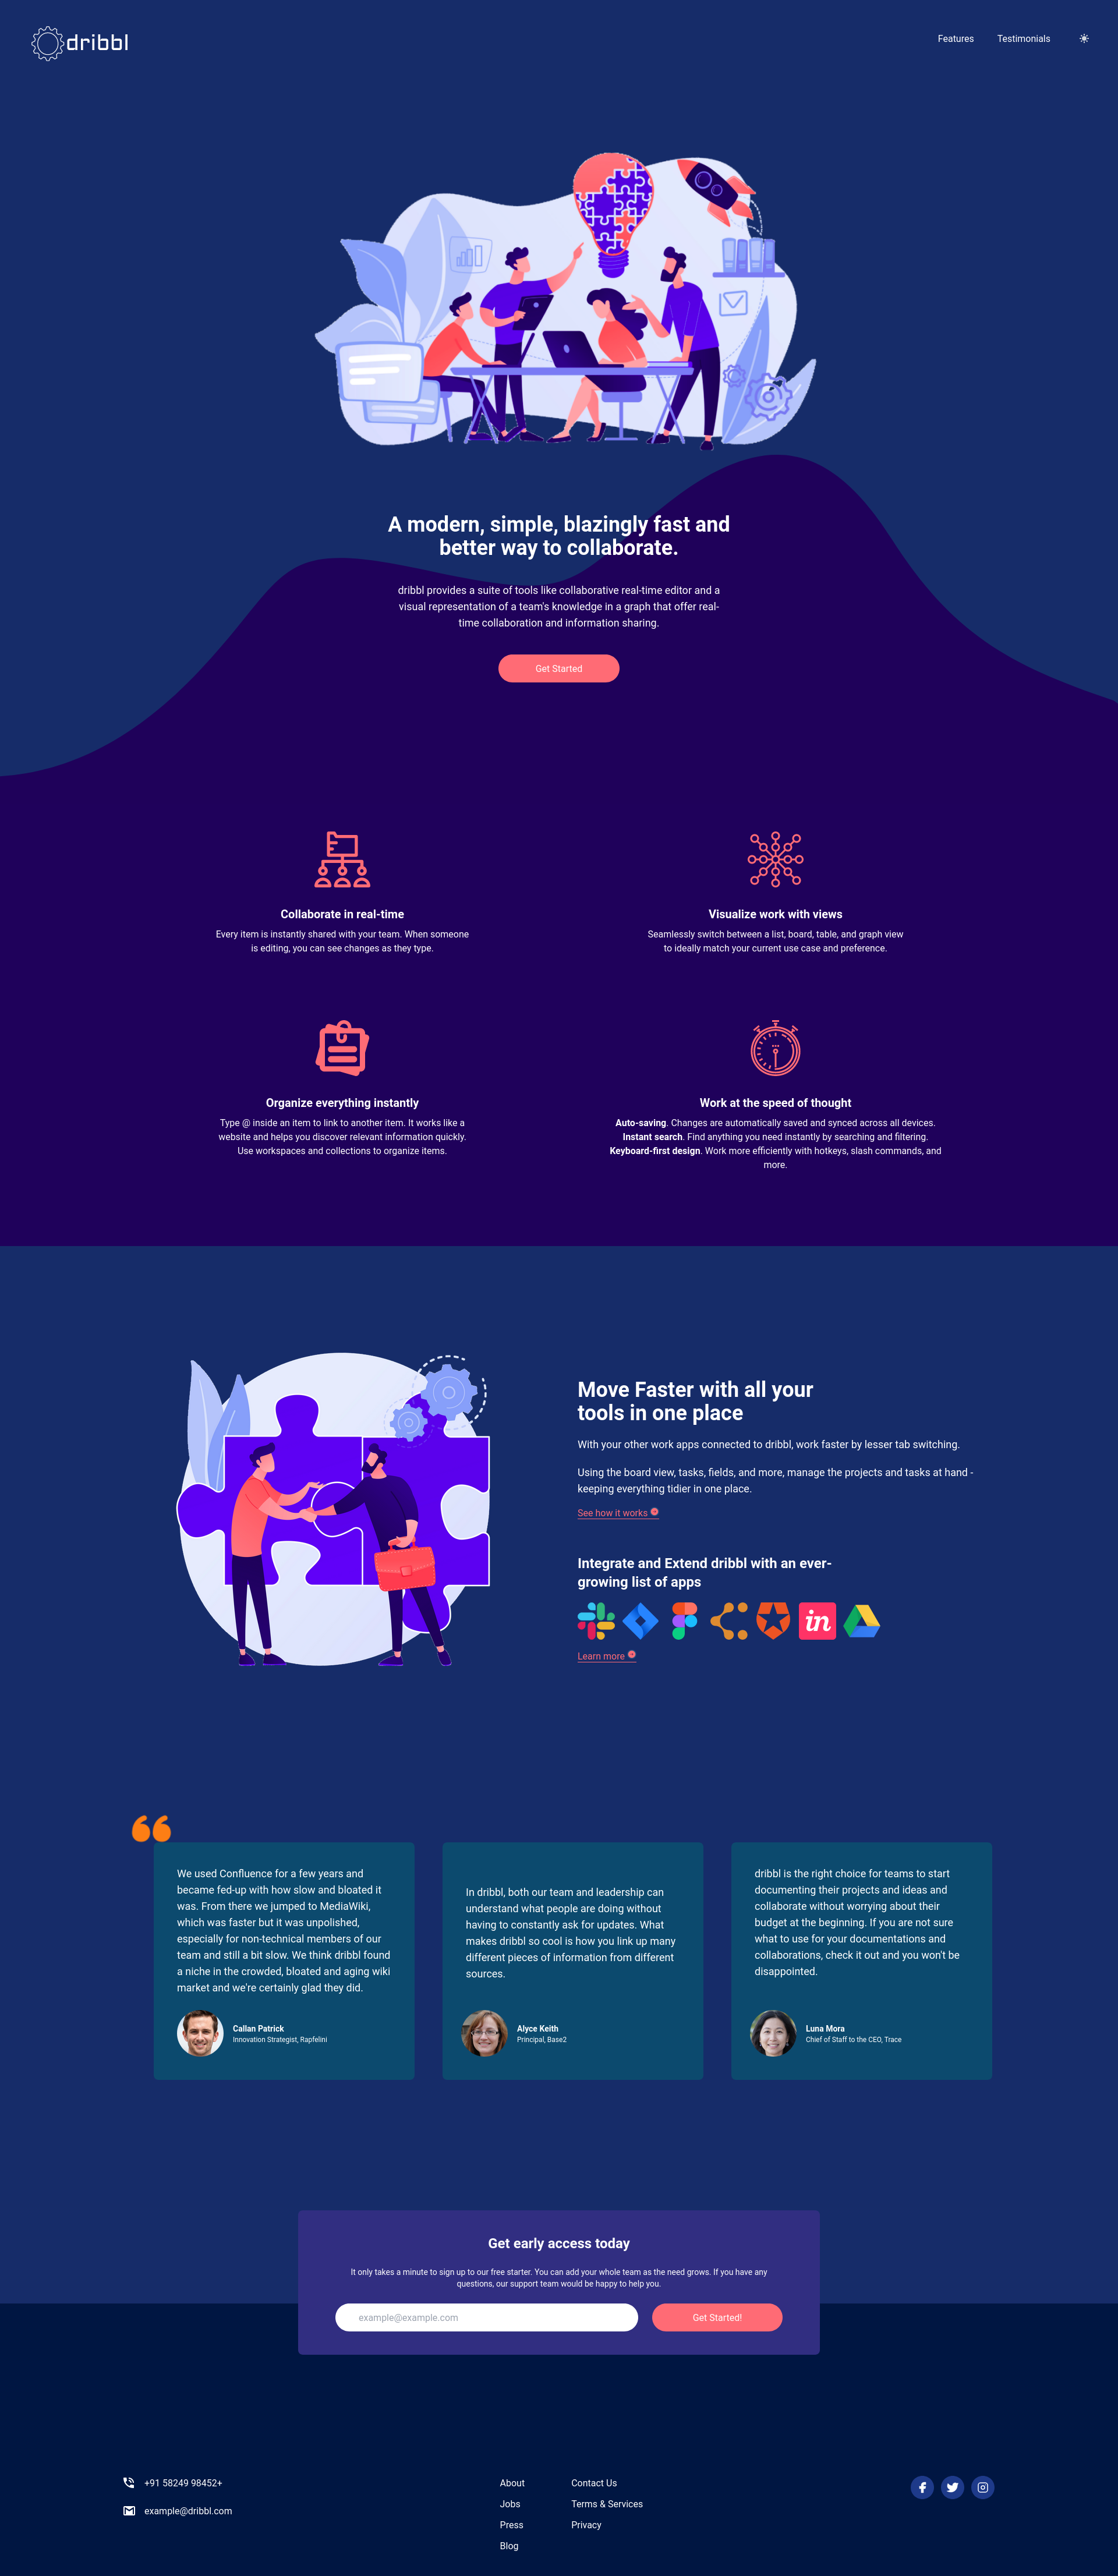 dribbl
Features
Testimonials
A modern, simple, blazingly fast and
better way to collaborate.
dribbl provides a suite of tools like collaborative real-time editor and a
visual representation of a team's knowledge in a graph that offer real-
time collaboration and information sharing.
Get Started
Collaborate in real-time
Every item is instantly shared with your team. When someone
is editing, you can see changes as they type.
Visualize work with views
Seamlessly switch between a list, board, table, and graph view
to ideally match your current use case and preference.
Organize everything instantly
Type @ inside an item to link to another item. It works like a
website and helps you discover relevant information quickly.
Use workspaces and collections to organize items.
Work at the speed of thought
Auto-saving. Changes are automatically saved and synced across all devices.
Instant search. Find anything you need instantly by searching and filtering.
Keyboard-first design. Work more efficiently with hotkeys, slash commands, and
more.
Move Faster with all your
tools in one place
With your other work apps connected to dribbl, work faster by lesser tab switching.
Using the board view, tasks, fields, and more, manage the projects and tasks at hand -
keeping everything tidier in one place.
See how it works
Integrate and Extend dribbl with an ever-
growing list of apps
in
Learn more
We used Confluence for a few years and
became fed-up with how slow and bloated it
was. From there we jumped to MediaWiki,
which was faster but it was unpolished,
especially for non-technical members of our
team and still a bit slow. We think dribbl found
a niche in the crowded, bloated and aging wiki
market and we're certainly glad they did.
Callan Patrick
Innovation Strategist, Rapfelini
In dribbl, both our team and leadership can
understand what people are doing without
having to constantly ask for updates. What
makes dribbl so cool is how you link up many
different pieces of information from different
sources.
Alyce Keith
Principal, Base2
dribbl is the right choice for teams to start
documenting their projects and ideas and
collaborate without worrying about their
budget at the beginning. If you are not sure
what to use for your documentations and
collaborations, check it out and you won't be
disappointed.
Luna Mora
Chief of Staff to the CEO, Trace
Get early access today
It only takes a minute to sign up to our free starter. You can add your whole team as the need grows. If you have any
questions, our support team would be happy to help you.
example@example.com
Get Started!
+91 58249 98452+
example@dribbl.com
About
Jobs
Press
Blog
Contact Us
Terms & Services
Privacy